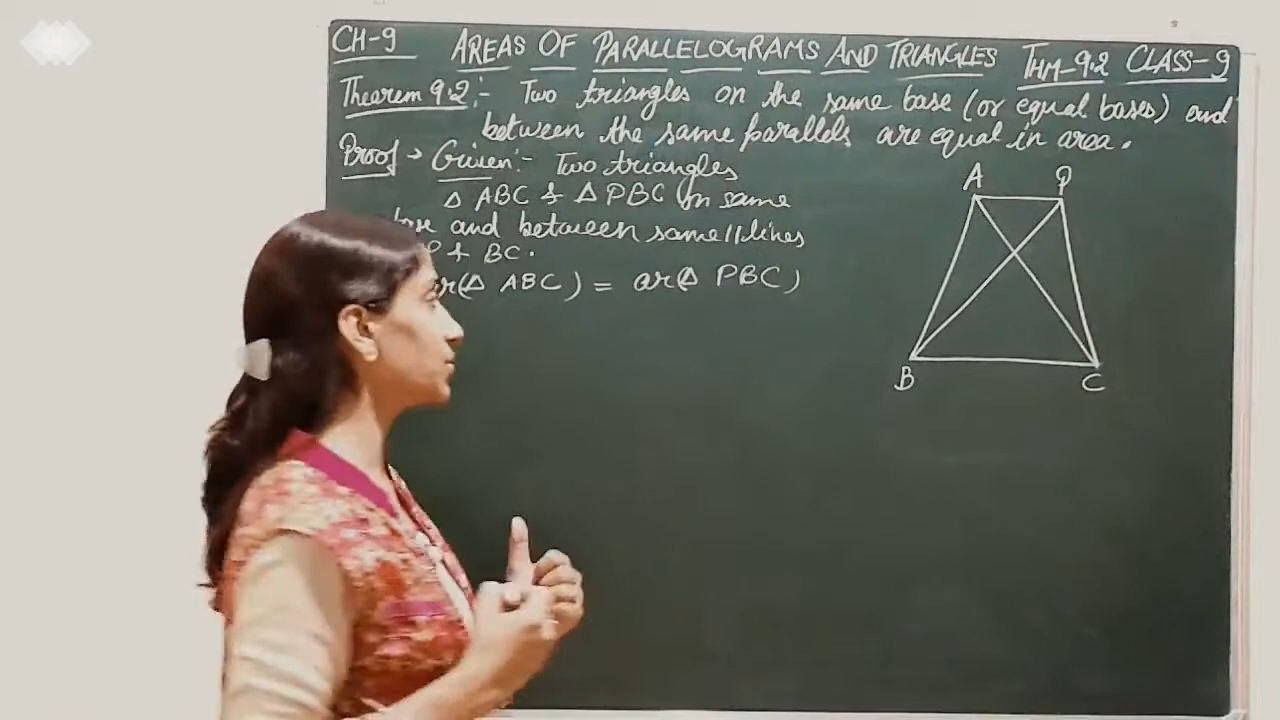 CH-9 AREAS OF PARALLELOGRAMS AND TRIANGLES THM-9.2 CLASS-9
Theorem 9.2:- Two triangles on the same base (or equal bases) and
between the same parallels are equal in area.
Proof → Given:- Two triangles
△ ABC & △ PBC on same
and between same || lines
P & BC.
ar(△ ABC) = ar(△ PBC)
A P
B C